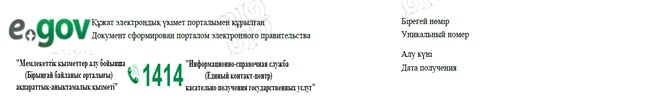 e.gov
Құжат электрондық үкімет порталымен құрылған
Документ сформирован порталом электронного правительства
"Мемлекеттік қызметтер алу бойынша
(Бірыңғай байланыс орталығы)
ақпараттық-анықтамалық қызметі"
1414
"Информационно-справочная служба
(Единый контакт-центр)
касательно получения государственных услуг"
Бірегей нөмір
Уникальный номер
Алу күні
Дата получения